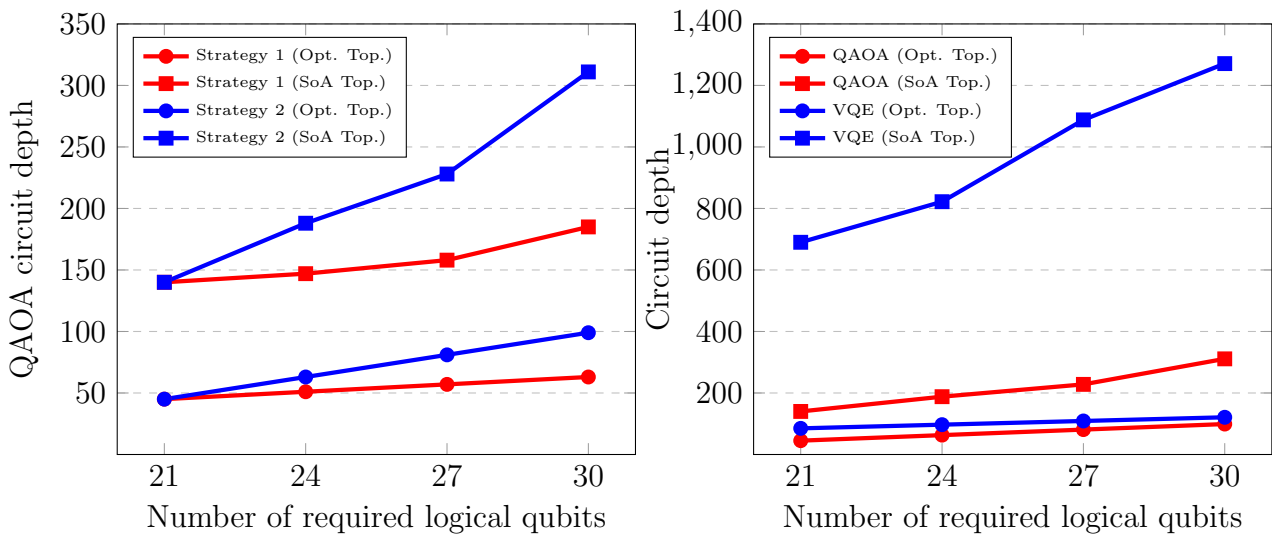 350
300
250
200
150
100
50
QAOA circuit depth
Strategy 1 (Opt. Top.)
Strategy 1 (SoA Top.)
Strategy 2 (Opt. Top.)
Strategy 2 (SoA Top.)
21 24 27 30
Number of required logical qubits
1,400
1,200
1,000
800
600
400
200
Circuit depth
QAOA (Opt. Top.)
QAOA (SoA Top.)
VQE (Opt. Top.)
VQE (SoA Top.)
21 24 27 30
Number of required logical qubits